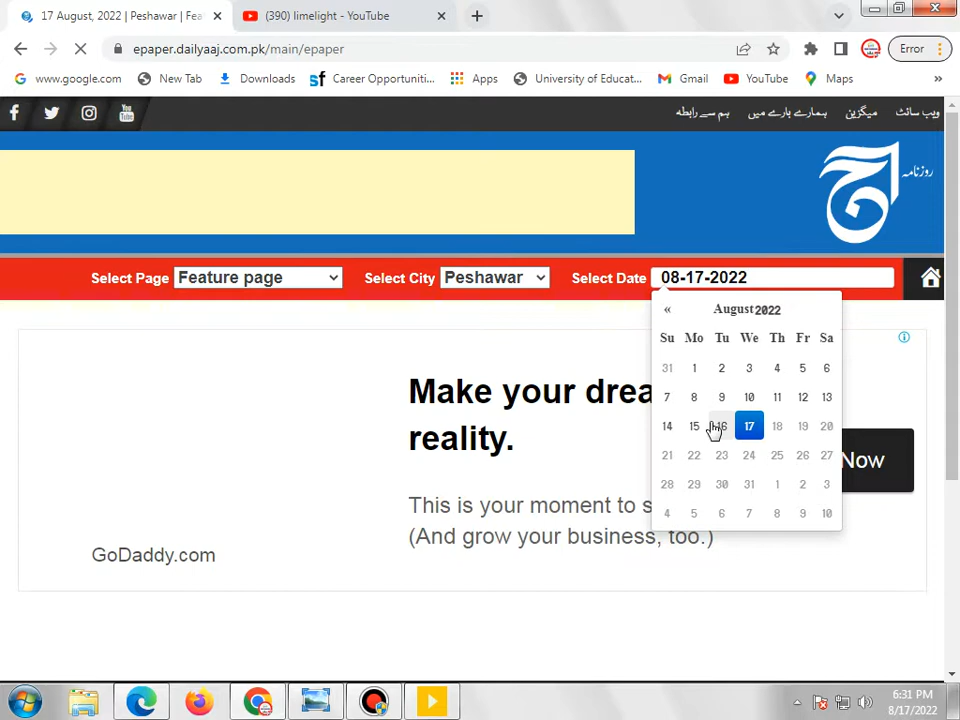 17 August, 2022 | Peshawar | Fea
(390) limelight - YouTube
epaper.dailyaaj.com.pk/main/epaper
Error
www.google.com
New Tab
Downloads
Career Opportuniti...
Apps
University of Educat...
Gmail
YouTube
Maps
»
ویب سائٹ
میگزین
ہمارے بارے میں
ہم سے رابطہ
روزنامہ
آج
Select Page Feature page
Select City Peshawar
Select Date 08-17-2022
« August 2022
Su Mo Tu We Th Fr Sa
31 1 2 3 4 5 6
7 8 9 10 11 12 13
14 15 16 17 18 19 20
21 22 23 24 25 26 27
28 29 30 31 1 2 3
4 5 6 7 8 9 10
Make your
reality.
This is your moment to
(And grow your business, too.)
GoDaddy.com
Now
6:31 PM
8/17/2022